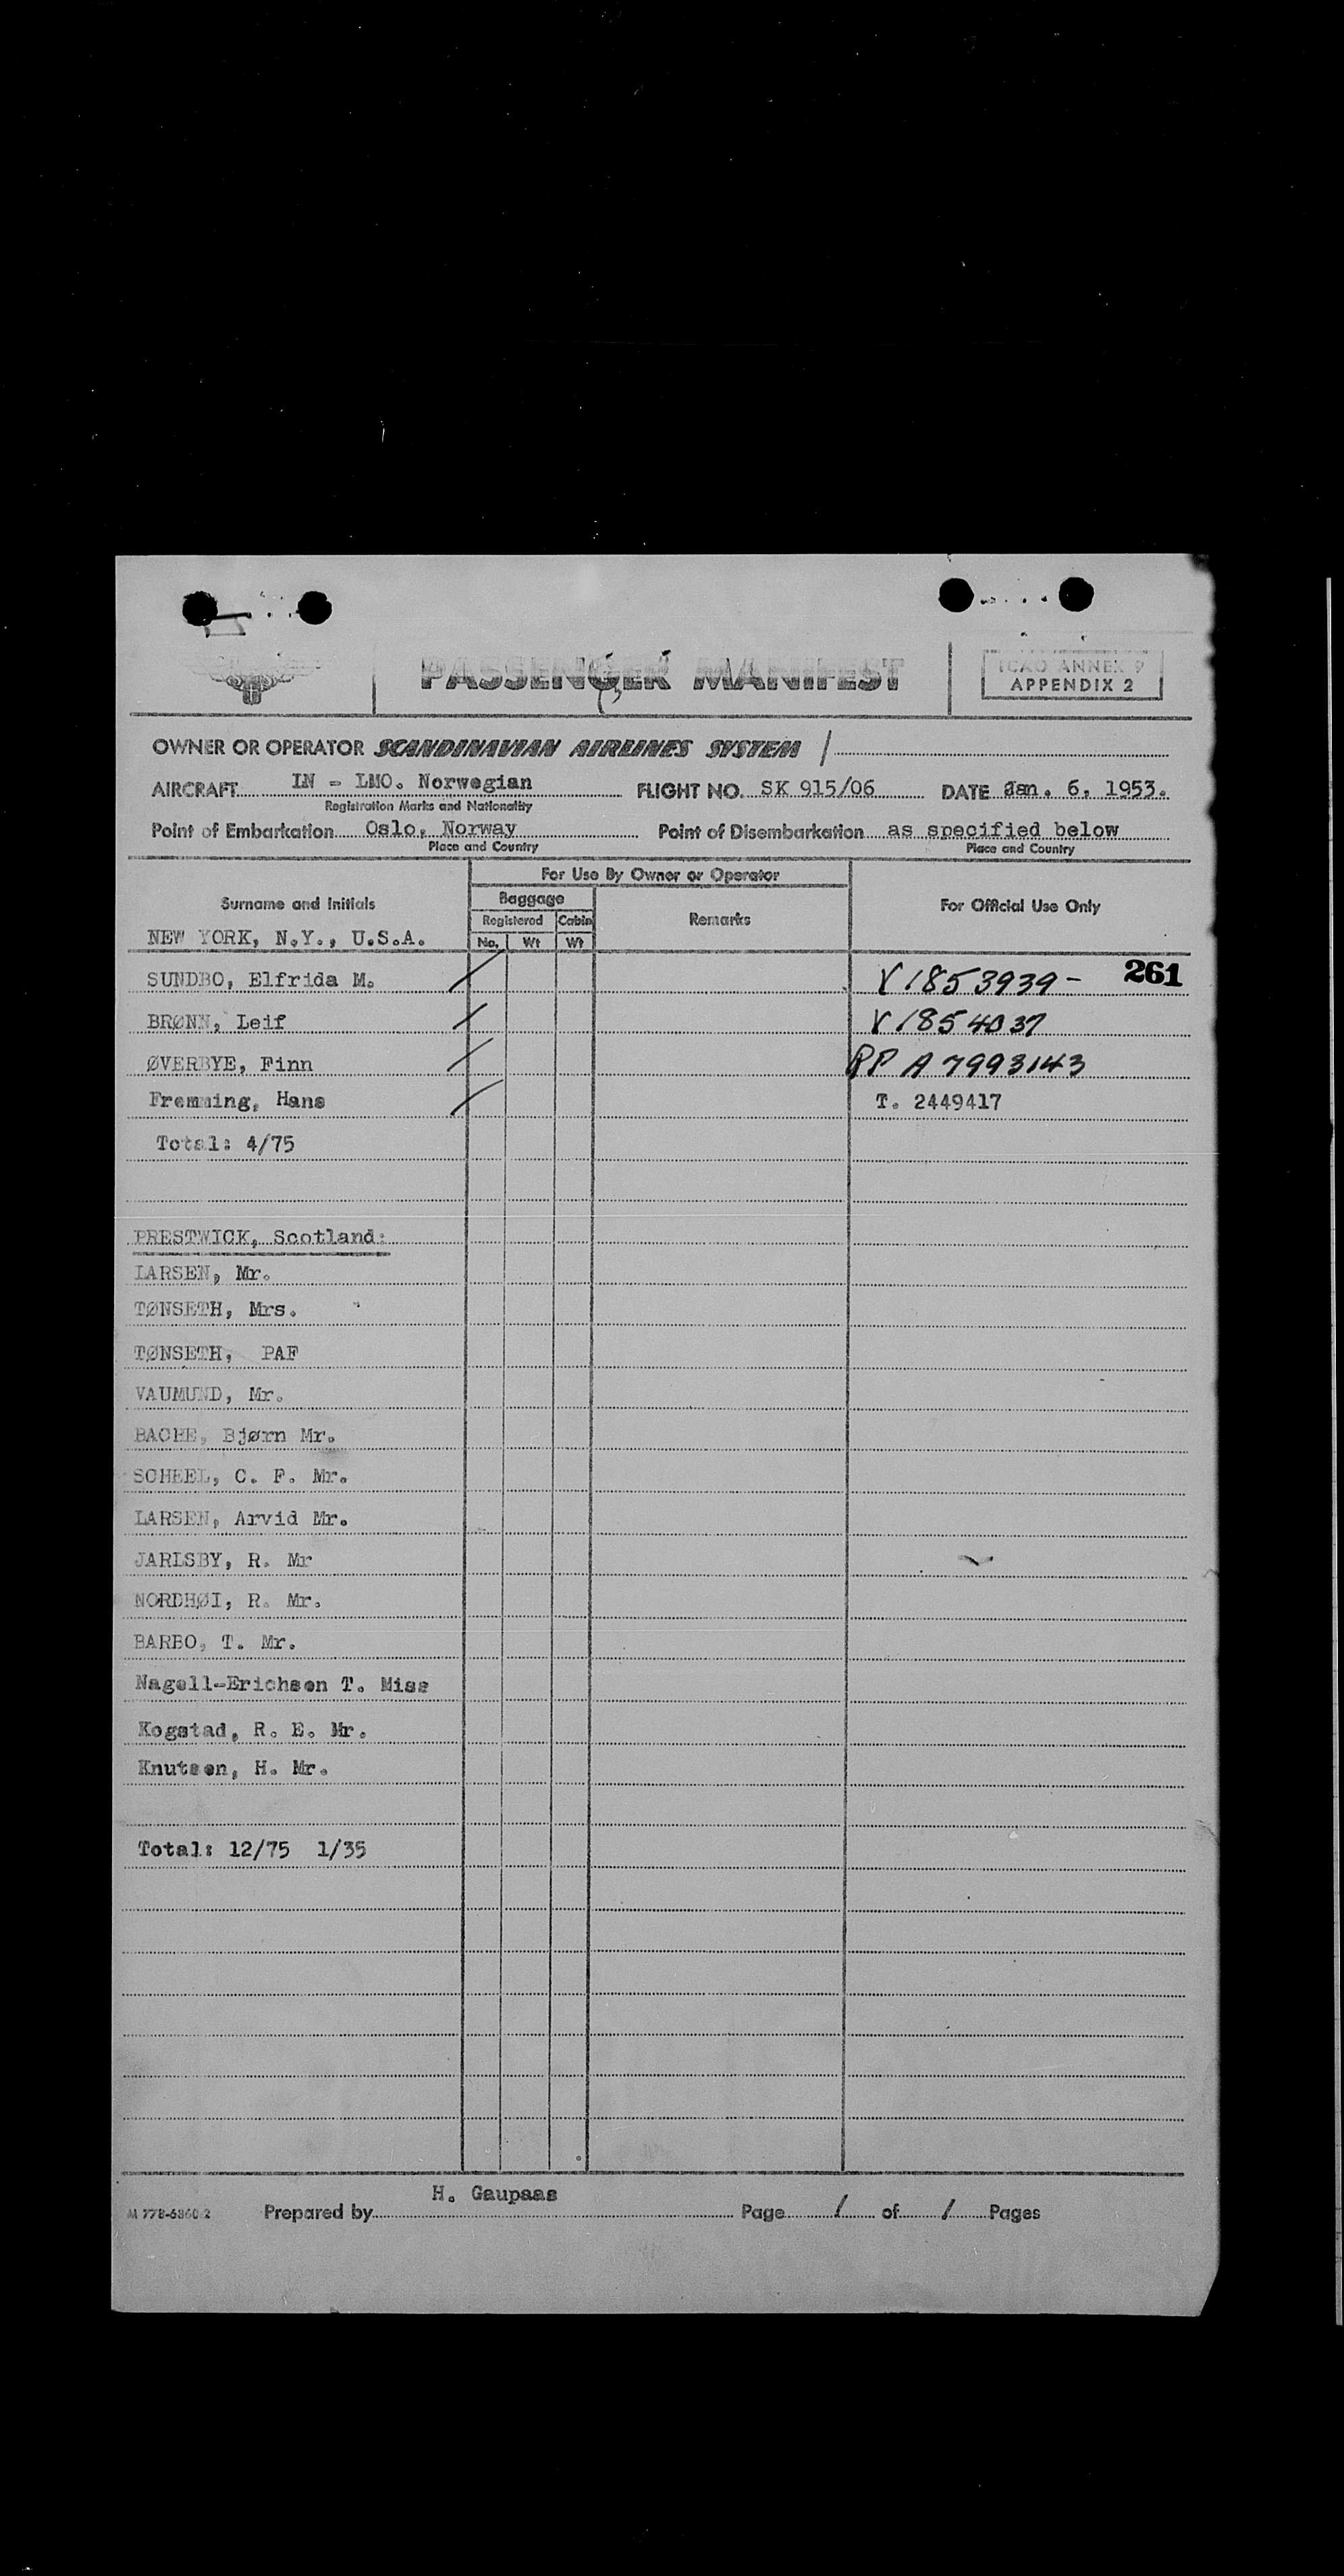 PASSENGER MANIFEST
ICAO ANNEX 9
APPENDIX 2
OWNER OR OPERATOR SCANDINAVIAN AIRLINES SYSTEM /
AIRCRAFT IN - LMO. Norwegian FLIGHT NO. SK 915/06 DATE Jan. 6, 1953.
Registration Marks and Nationality
Point of Embarkation Oslo, Norway Point of Disembarkation as specified below
Place and Country Place and Country
For Use By Owner or Operator
Surname and Initials Baggage Remarks For Official Use Only
Registered Cabin
NEW YORK, N.Y., U.S.A. No. Wt Wt
SUNDBO, Elfrida M. V 1853939 - 261
BRØNN, Leif V 1854037
ØVERBYE, Finn RP A 7993143
Fremming, Hans T. 2449417
Total: 4/75
PRESTWICK, Scotland:
LARSEN, Mr.
TØNSETH, Mrs.
TØNSETH, PAF
VAUMUND, Mr.
BACHE, Bjørn Mr.
SCHEEL, C. F. Mr.
LARSEN, Arvid Mr.
JARLSBY, R. Mr
NORDHØI, R. Mr.
BARBO, T. Mr.
Nagell-Erichsen T. Miss
Kogstad, R. E. Mr.
Knutsen, H. Mr.
Total: 12/75 1/35
H. Gaupaas
M 77B-6360.2 Prepared by Page 1 of 1 Pages